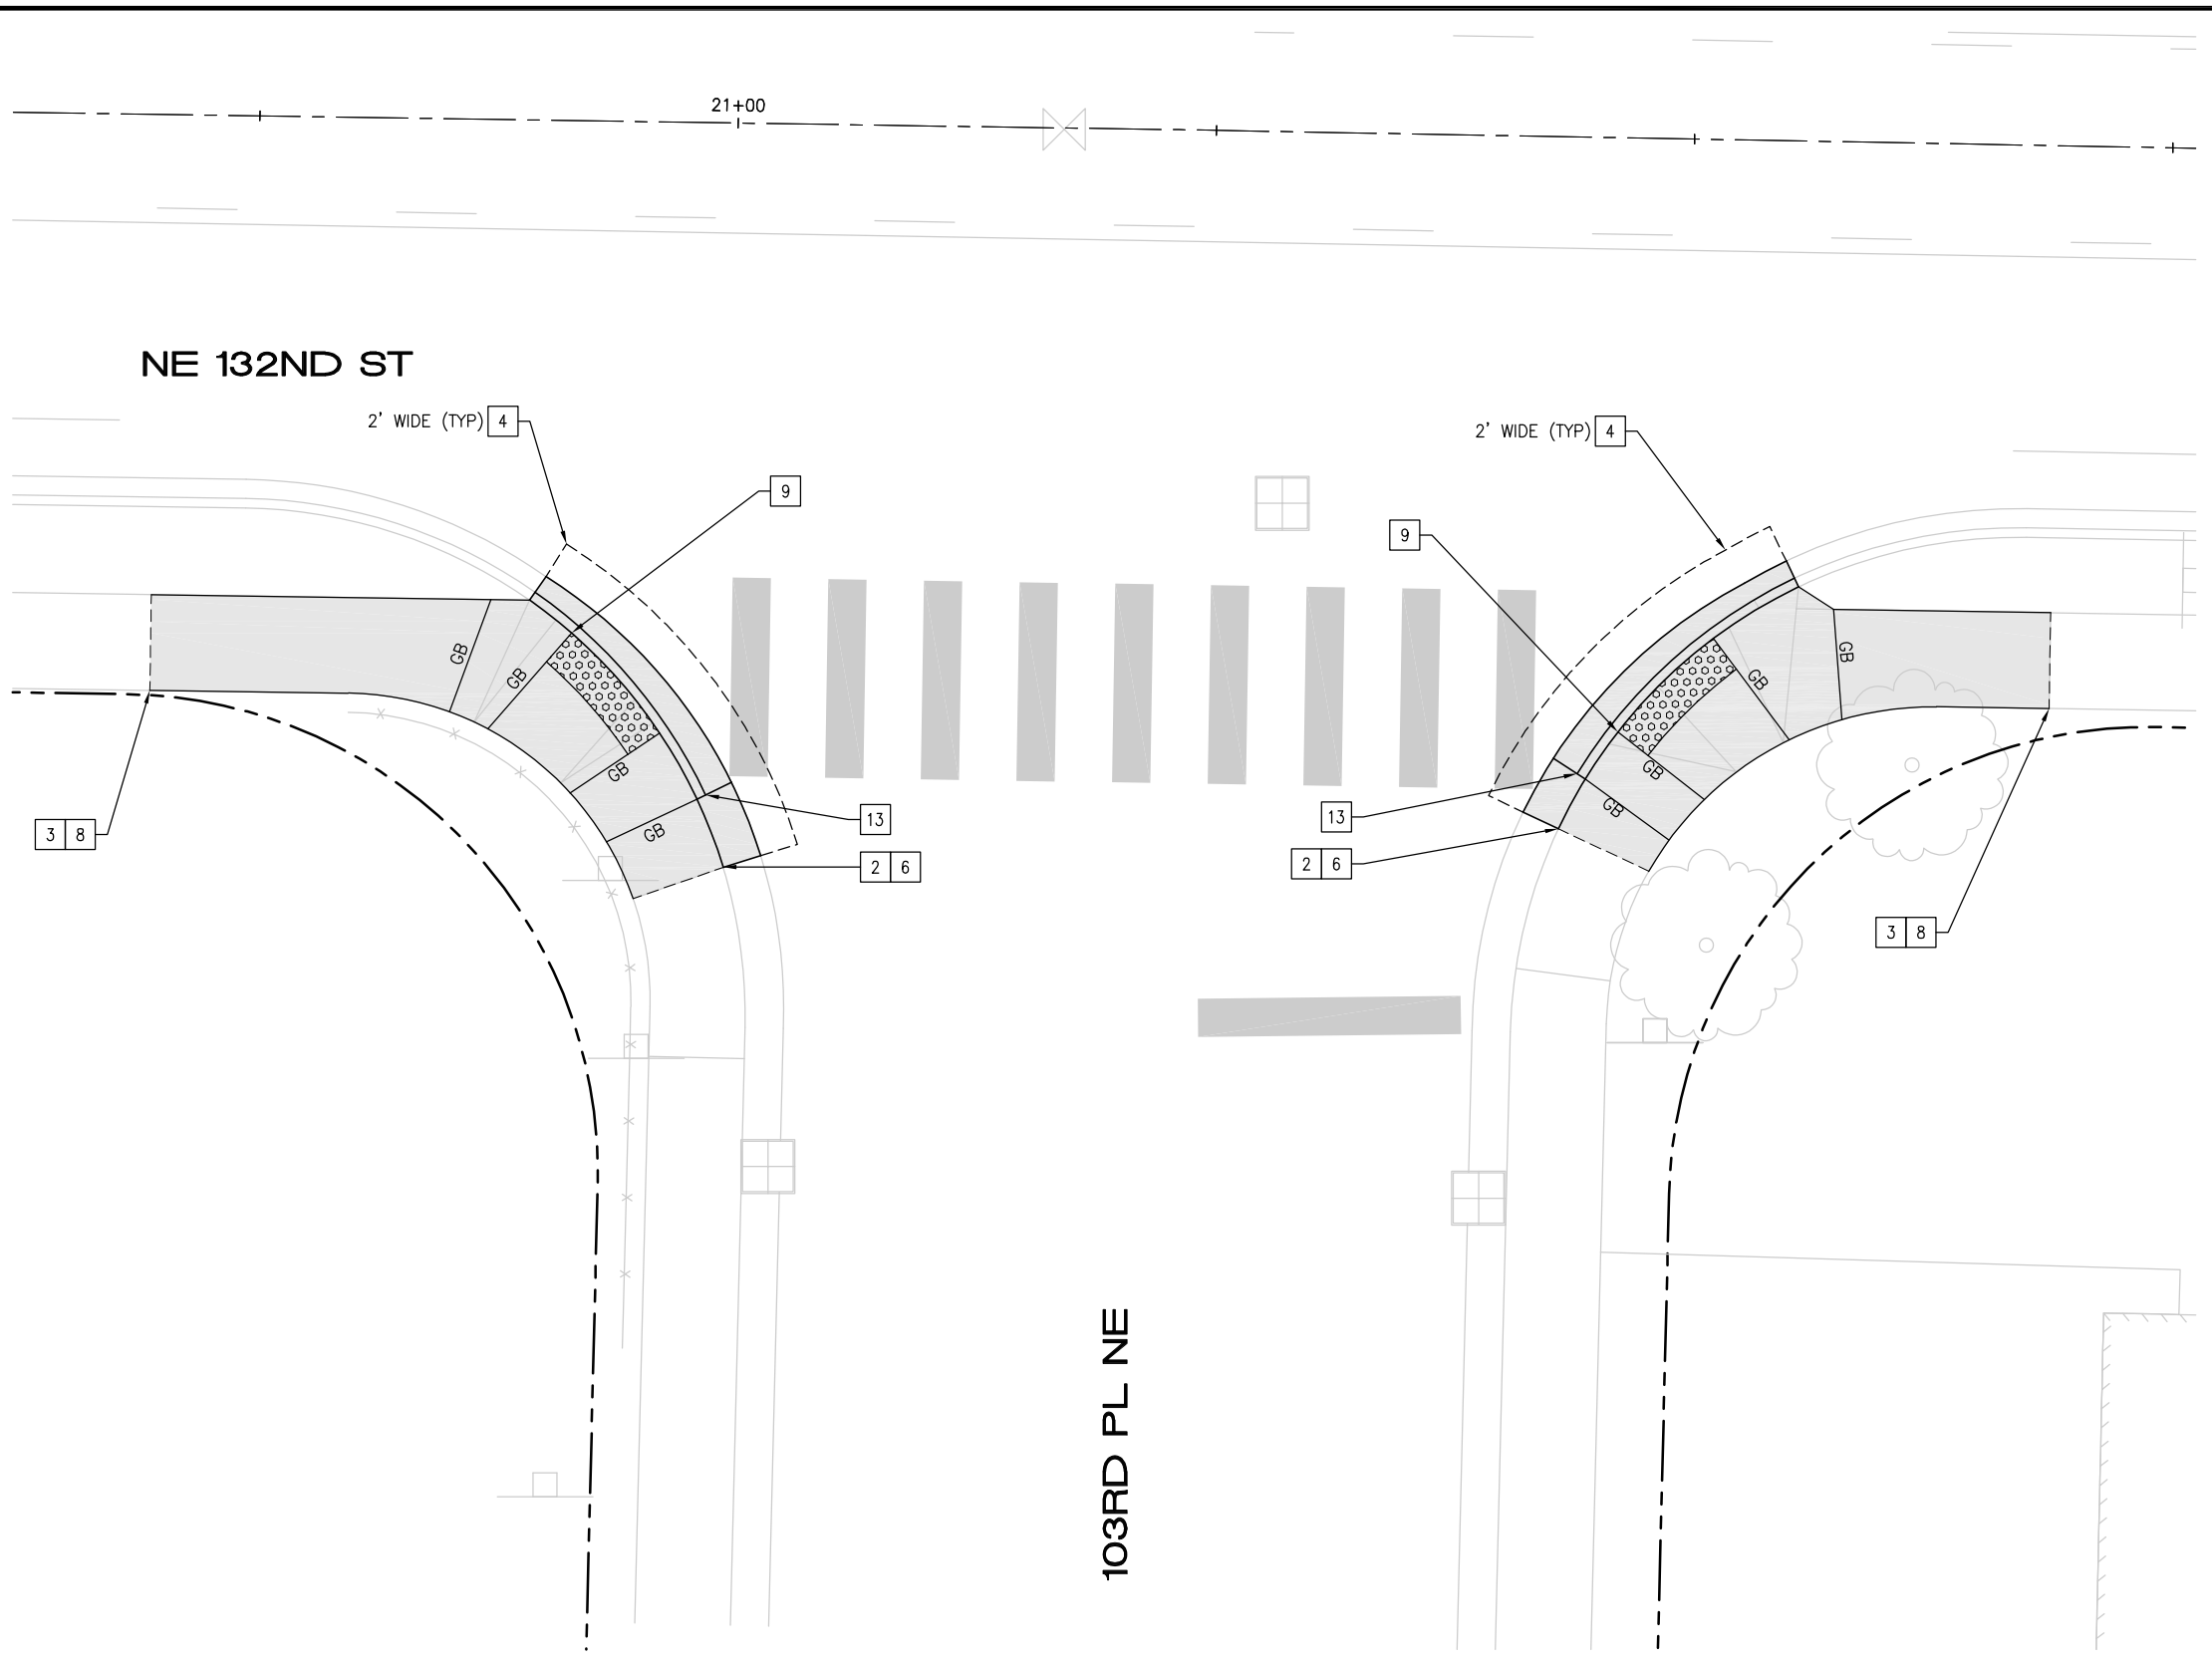 21+00
NE 132ND ST
2' WIDE (TYP) 4
2' WIDE (TYP) 4
9
9
GB
GB
GB
GB
GB
GB
GB
GB
13
13
3 8
2 6
2 6
3 8
103RD PL NE